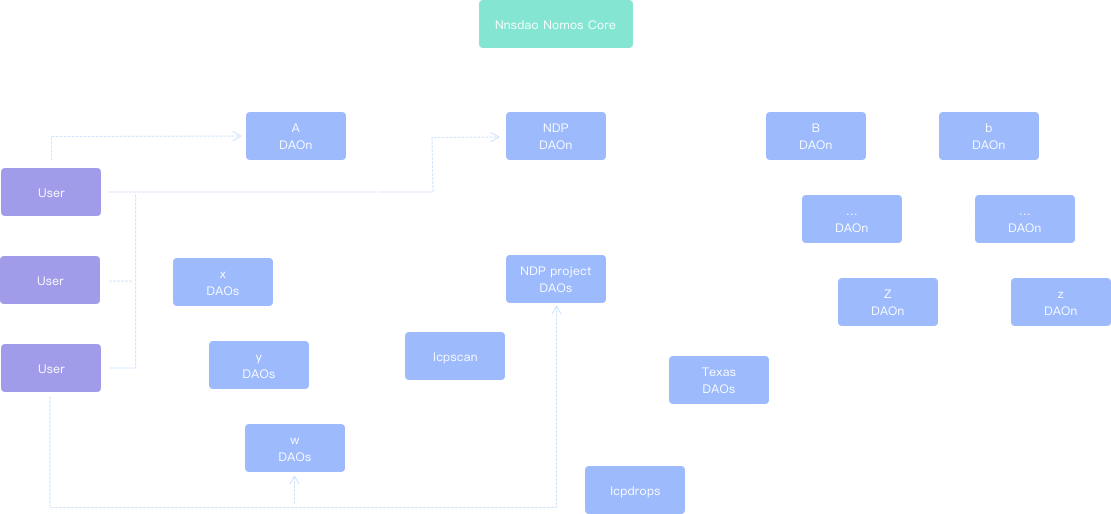 Nnsdao Nomos Core
A
DAOn
NDP
DAOn
B
DAOn
b
DAOn
User
...
DAOn
...
DAOn
User
x
DAOs
NDP project
DAOs
Z
DAOn
z
DAOn
User
y
DAOs
Icpscan
Texas
DAOs
w
DAOs
Icpdrops